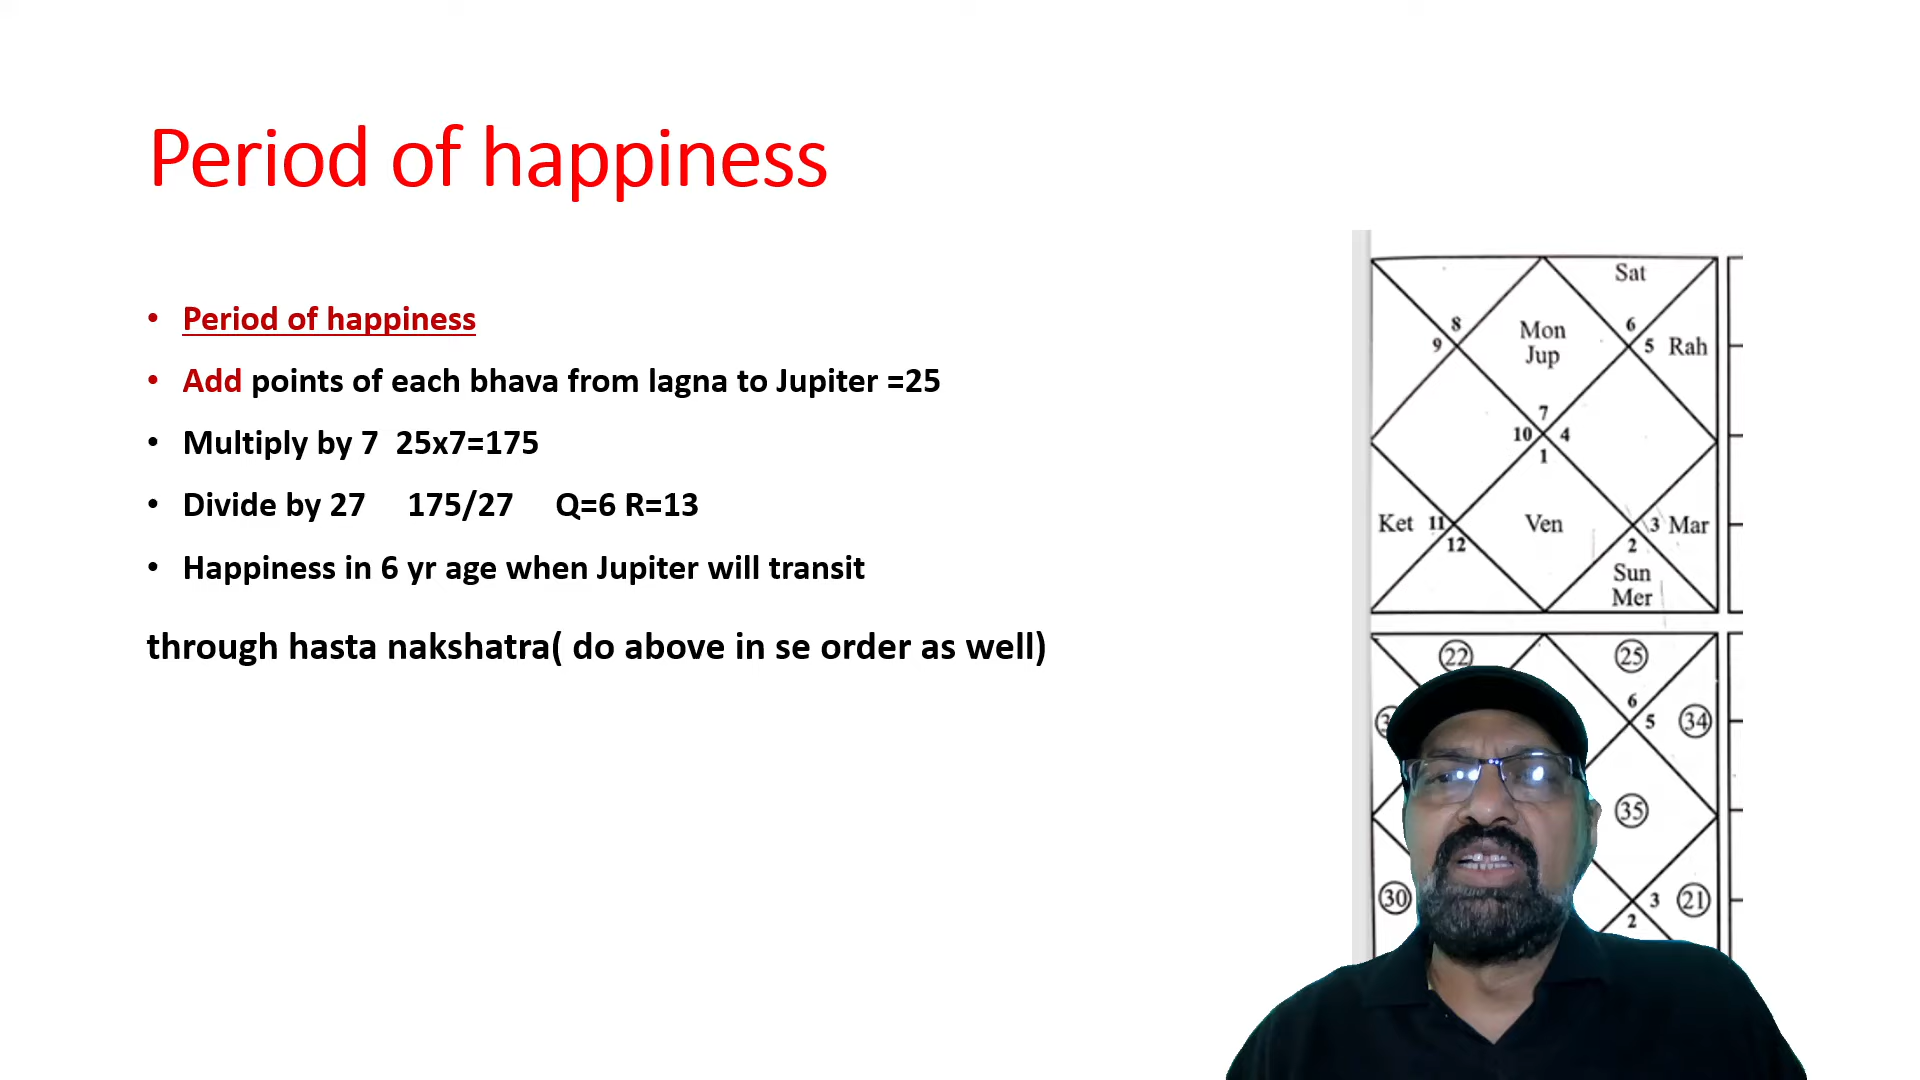 Period of happiness
• Period of happiness
• Add points of each bhava from lagna to Jupiter =25
• Multiply by 7 25x7=175
• Divide by 27 175/27 Q=6 R=13
• Happiness in 6 yr age when Jupiter will transit
through hasta nakshatra( do above in se order as well)
Sat
8 Mon 6
9 Jup 5 Rah
7
10 4
1
Ket 11 Ven 3 Mar
12 2
Sun
Mer
22 25
6
5 34
35
30 3 21
2